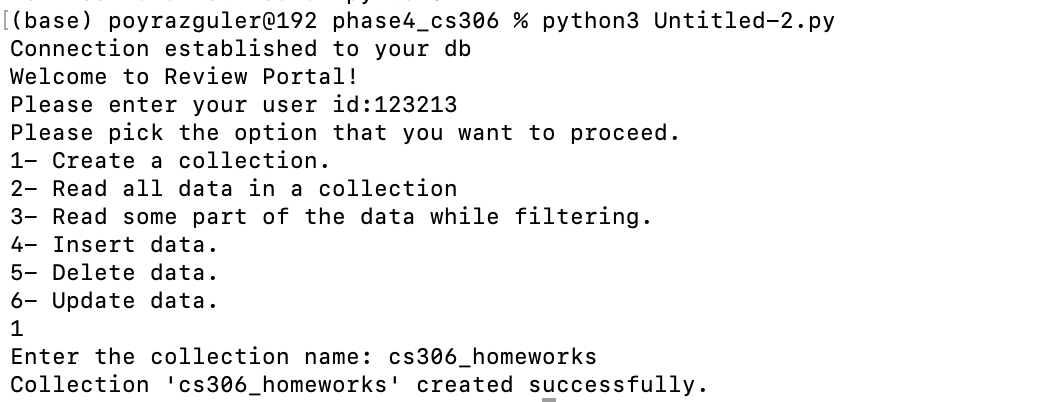 (base) poyrazguler@192 phase4_cs306 % python3 Untitled-2.py
Connection established to your db
Welcome to Review Portal!
Please enter your user id:123213
Please pick the option that you want to proceed.
1- Create a collection.
2- Read all data in a collection
3- Read some part of the data while filtering.
4- Insert data.
5- Delete data.
6- Update data.
1
Enter the collection name: cs306_homeworks
Collection 'cs306_homeworks' created successfully.